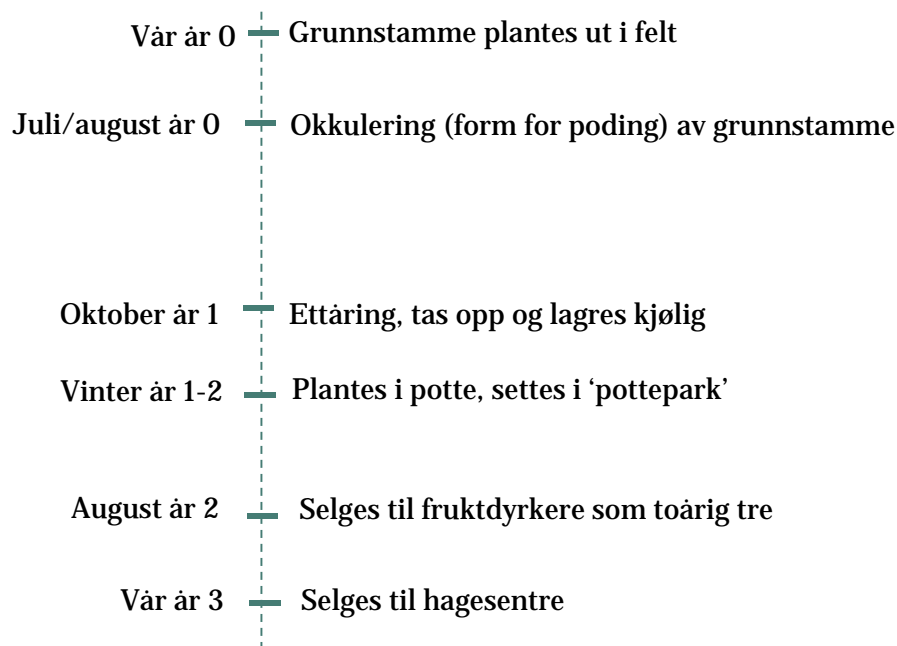 Vår år 0 Grunnstamme plantes ut i felt
Juli/august år 0 Okkulering (form for poding) av grunnstamme
Oktober år 1 Ettåring, tas opp og lagres kjølig
Vinter år 1-2 Plantes i potte, settes i ‘pottepark’
August år 2 Selges til fruktdyrkere som toårig tre
Vår år 3 Selges til hagesentre